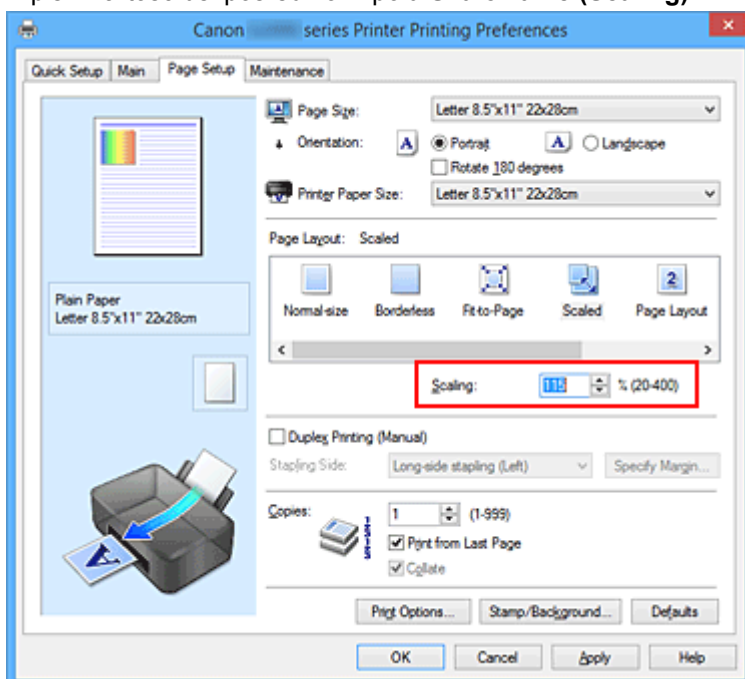 Canon series Printer Printing Preferences
Quick Setup Main Page Setup Maintenance
Page Size: Letter 8.5"x11" 22x28cm
Orientation: A Portrait A Landscape
Rotate 180 degrees
Printer Paper Size: Letter 8.5"x11" 22x28cm
Page Layout: Scaled
2
Normal-size Borderless Fit-to-Page Scaled Page Layout
Plain Paper
Letter 8.5"x11" 22x28cm
Scaling: 115 % (20-400)
Duplex Printing (Manual)
Stapling Side: Long-side stapling (Left) Specify Margin...
Copies: 1 (1-999)
Print from Last Page
Collate
A
Print Options... Stamp/Background... Defaults
OK Cancel Apply Help